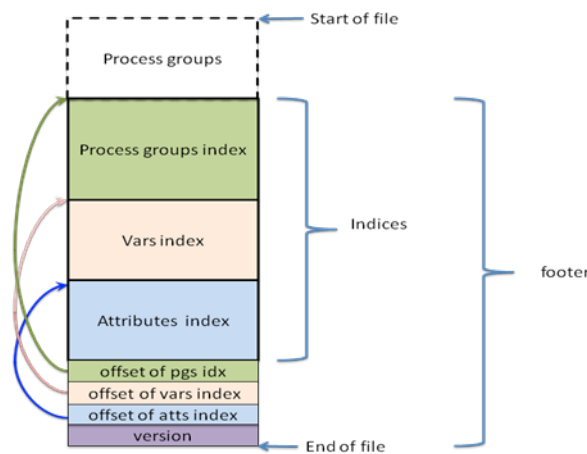 Start of file
Process groups
Process groups index
Vars index
Indices
footer
Attributes index
offset of pgs idx
offset of vars index
offset of atts index
version
End of file